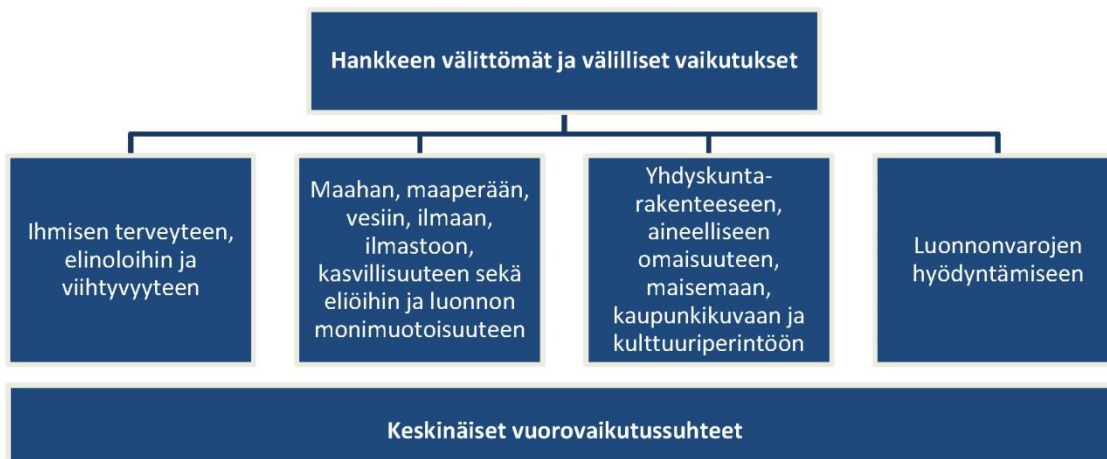 Hankkeen välittömät ja välilliset vaikutukset
Ihmisen terveyteen,
elinoloihin ja
viihtyvyyteen
Maahan, maaperään,
vesiin, ilmaan,
ilmastoon,
kasvillisuuteen sekä
eliöihin ja luonnon
monimuotoisuuteen
Yhdyskunta-
rakenteeseen,
aineelliseen
omaisuuteen,
maisemaan,
kaupunkikuvaan ja
kulttuuriperintöön
Luonnonvarojen
hyödyntämiseen
Keskinäiset vuorovaikutussuhteet